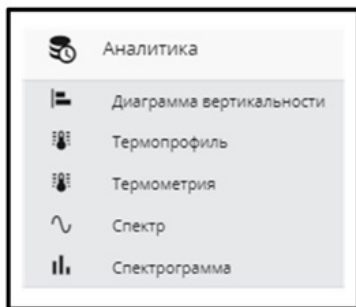 Аналитика
Диаграмма вертикальности
Термопрофиль
Термометрия
Спектр
Спектрограмма